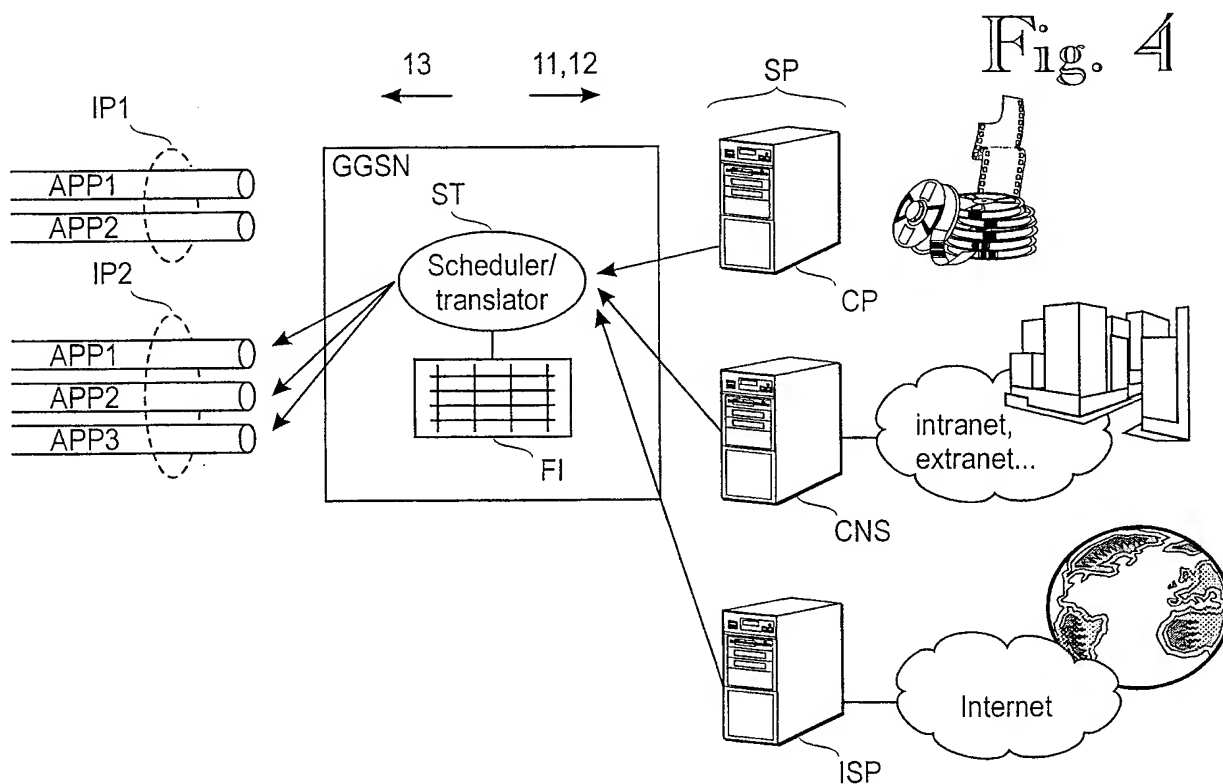 Fig. 4
13
11,12
SP
IP1
APP1
APP2
IP2
APP1
APP2
APP3
GGSN
ST
Scheduler/
translator
FI
CP
intranet,
extranet...
CNS
Internet
ISP